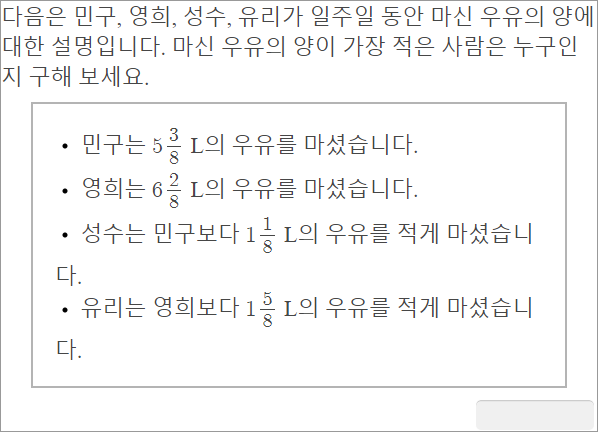 다음은 민구, 영희, 성수, 유리가 일주일 동안 마신 우유의 양에
대한 설명입니다. 마신 우유의 양이 가장 적은 사람은 누구인
지 구해 보세요.
• 민구는 5 3/8 L의 우유를 마셨습니다.
• 영희는 6 2/8 L의 우유를 마셨습니다.
• 성수는 민구보다 1 1/8 L의 우유를 적게 마셨습니
다.
• 유리는 영희보다 1 5/8 L의 우유를 적게 마셨습니
다.